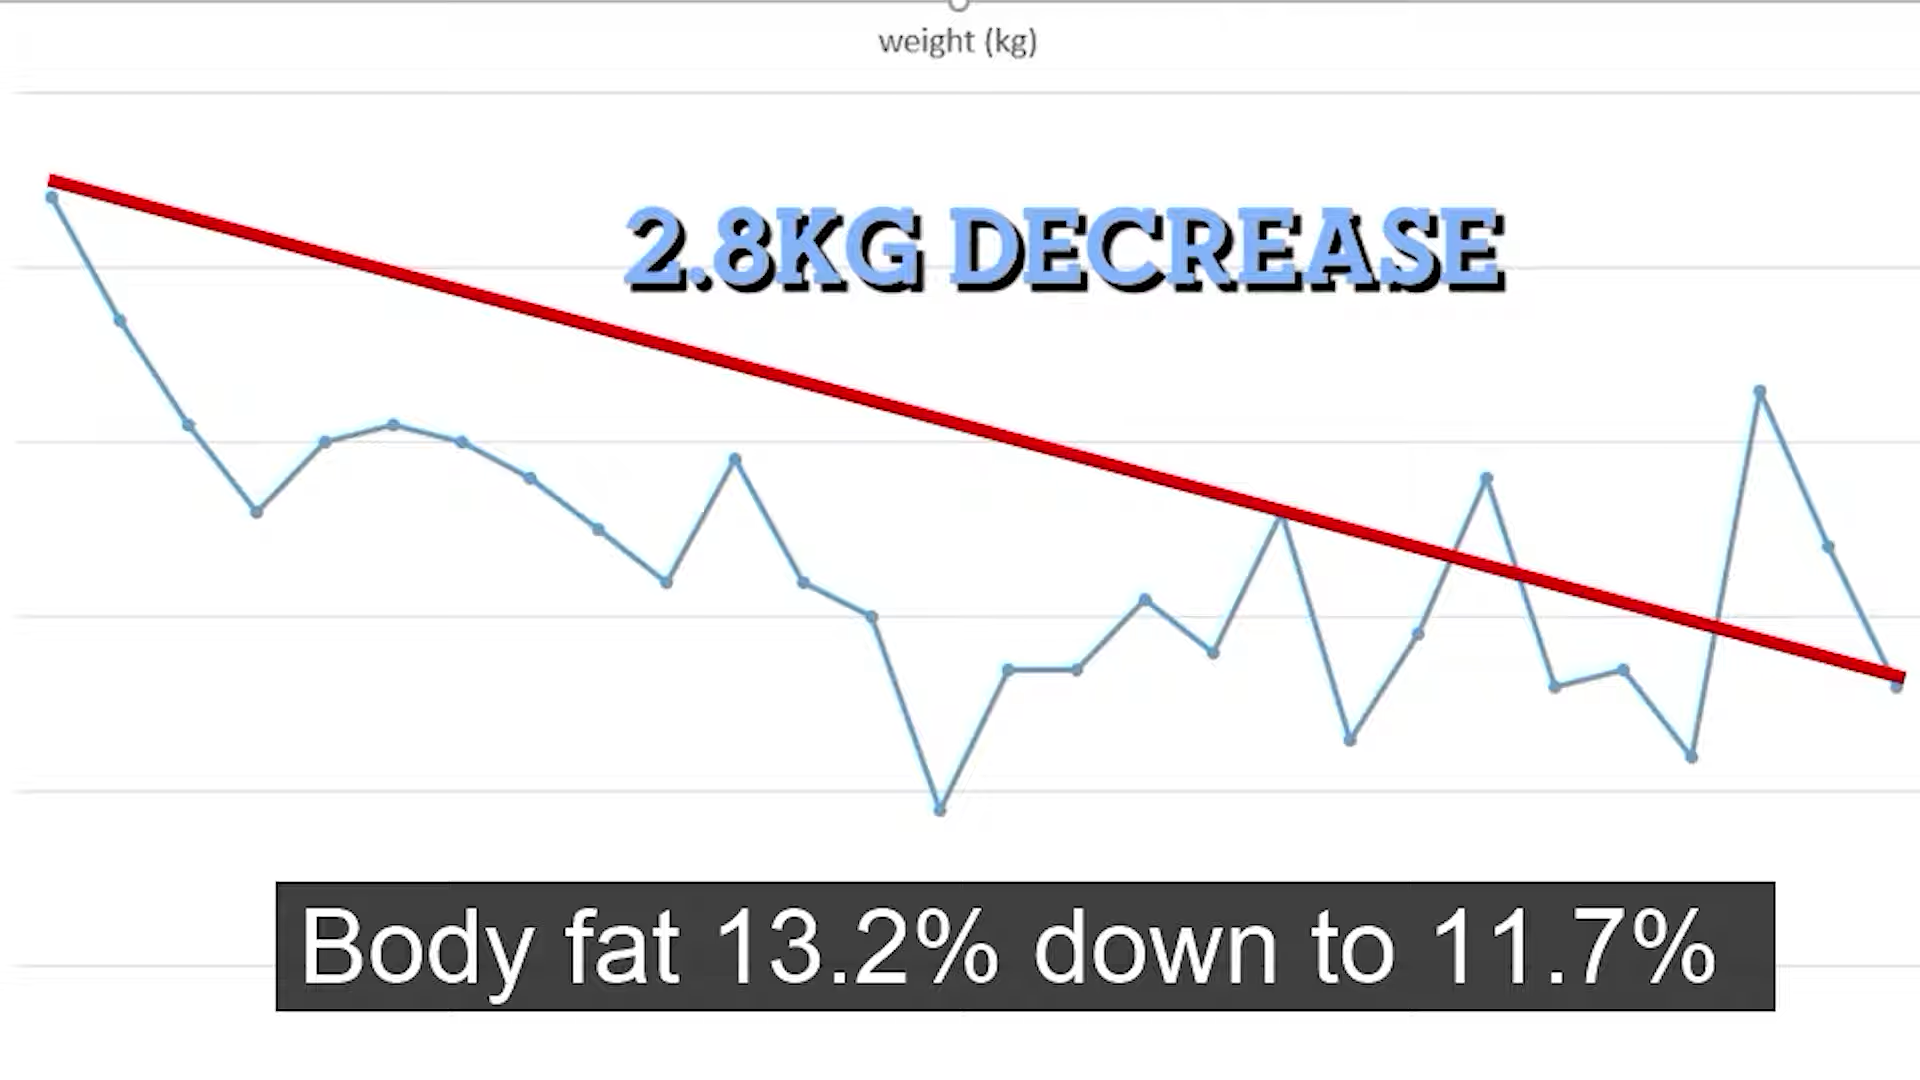 weight (kg)
2.8KG DECREASE
Body fat 13.2% down to 11.7%